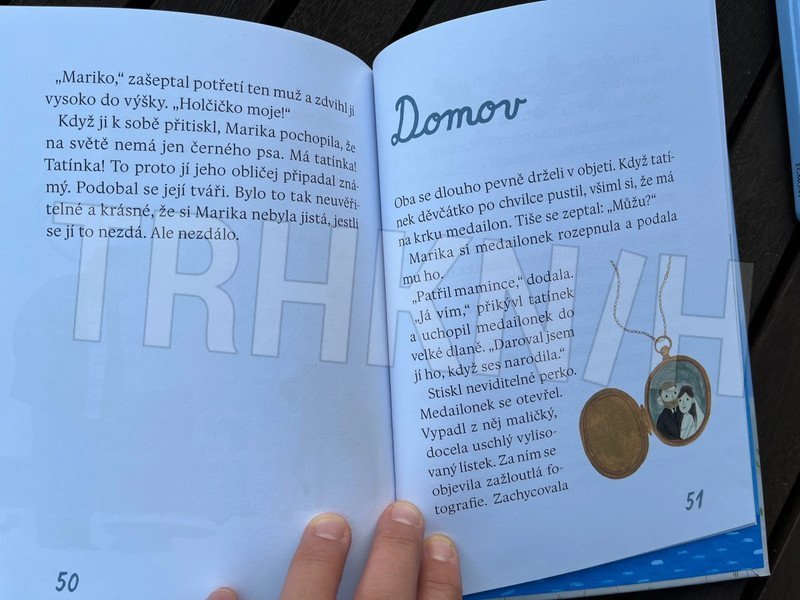 „Mariko,“ zašeptal potřetí ten muž a zdvihl ji
vysoko do výšky. „Holčičko moje!“
Když ji k sobě přitiskl, Marika pochopila, že
na světě nemá jen černého psa. Má tatínka!
Tatínka! To proto jí jeho obličej připadal zná-
mý. Podobal se její tváři. Bylo to tak neuvěři-
telné a krásné, že si Marika nebyla jistá, jestli
se jí to nezdá. Ale nezdálo.
50
Domov
Oba se dlouho pevně drželi v objetí. Když tatí-
nek děvčátko po chvilce pustil, všiml si, že má
na krku medailon. Tiše se zeptal: „Můžu?“
Marika si medailonek rozepnula a podala
mu ho.
„Patřil mamince,“ dodala.
„Já vím,“ přikývl tatínek
a uchopil medailonek do
velké dlaně. „Daroval jsem
jí ho, když ses narodila.“
Stiskl neviditelné perko.
Medailonek se otevřel.
Vypadl z něj maličký,
docela uschlý vyliso-
vaný lístek. Za ním se
objevila zažloutlá fo-
tografie. Zachycovala
51
TRHKNIH